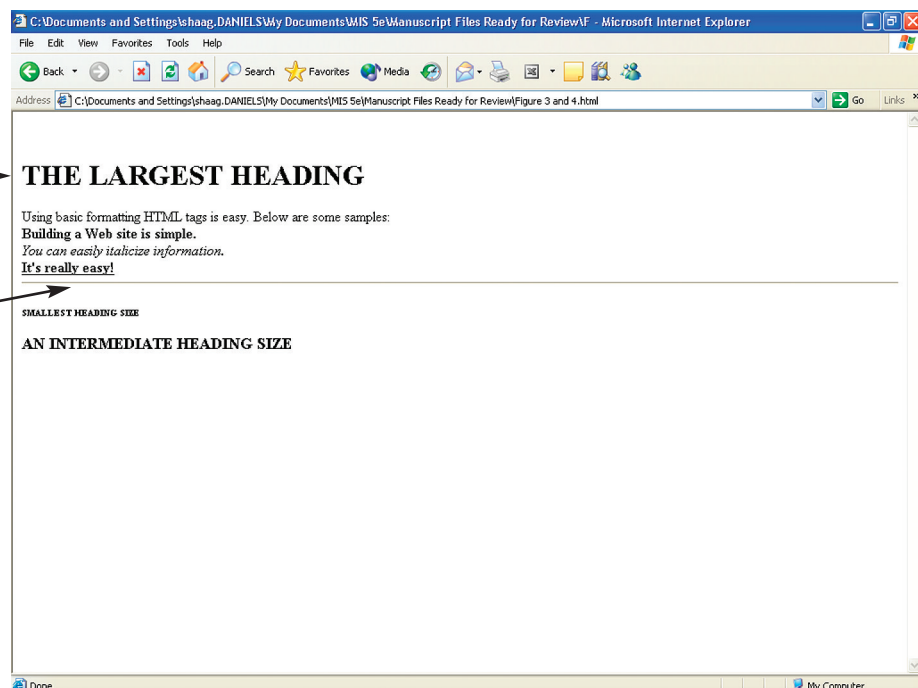 C:\Documents and Settings\shaag.DANIELS\My Documents\MIS 5e\Manuscript Files Ready for Review\F - Microsoft Internet Explorer
File Edit View Favorites Tools Help
Back Search Favorites Media
Address C:\Documents and Settings\shaag.DANIELS\My Documents\MIS 5e\Manuscript Files Ready for Review\Figure 3 and 4.html Go Links »
THE LARGEST HEADING
Using basic formatting HTML tags is easy. Below are some samples:
Building a Web site is simple.
You can easily italicize information.
It's really easy!
SMALLEST HEADING SIZE
AN INTERMEDIATE HEADING SIZE
Done My Computer